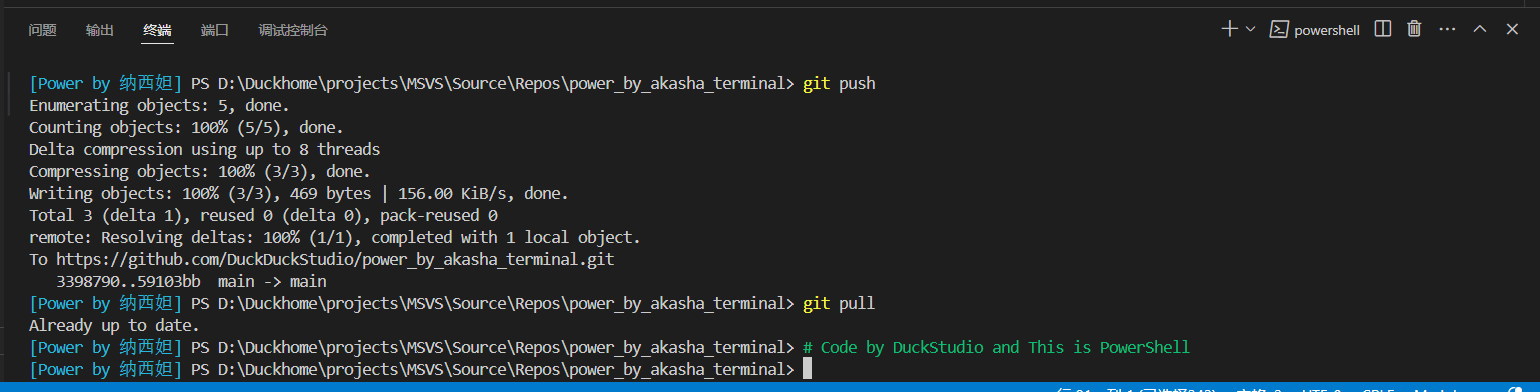 问题 输出 终端 端口 调试控制台 powershell
[Power by 纳西妲] PS D:\Duckhome\projects\MSVS\Source\Repos\power_by_akasha_terminal> git push
Enumerating objects: 5, done.
Counting objects: 100% (5/5), done.
Delta compression using up to 8 threads
Compressing objects: 100% (3/3), done.
Writing objects: 100% (3/3), 469 bytes | 156.00 KiB/s, done.
Total 3 (delta 1), reused 0 (delta 0), pack-reused 0
remote: Resolving deltas: 100% (1/1), completed with 1 local object.
To https://github.com/DuckDuckStudio/power_by_akasha_terminal.git
   3398790..59103bb  main -> main
[Power by 纳西妲] PS D:\Duckhome\projects\MSVS\Source\Repos\power_by_akasha_terminal> git pull
Already up to date.
[Power by 纳西妲] PS D:\Duckhome\projects\MSVS\Source\Repos\power_by_akasha_terminal> # Code by DuckStudio and This is PowerShell
[Power by 纳西妲] PS D:\Duckhome\projects\MSVS\Source\Repos\power_by_akasha_terminal>